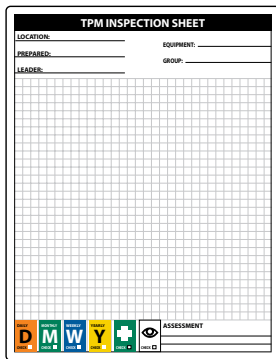 TPM INSPECTION SHEET
LOCATION:
EQUIPMENT:
PREPARED:
GROUP:
LEADER:
DAILY MONTHLY WEEKLY YEARLY
D M W Y
CHECK CHECK CHECK CHECK CHECK CHECK
ASSESSMENT